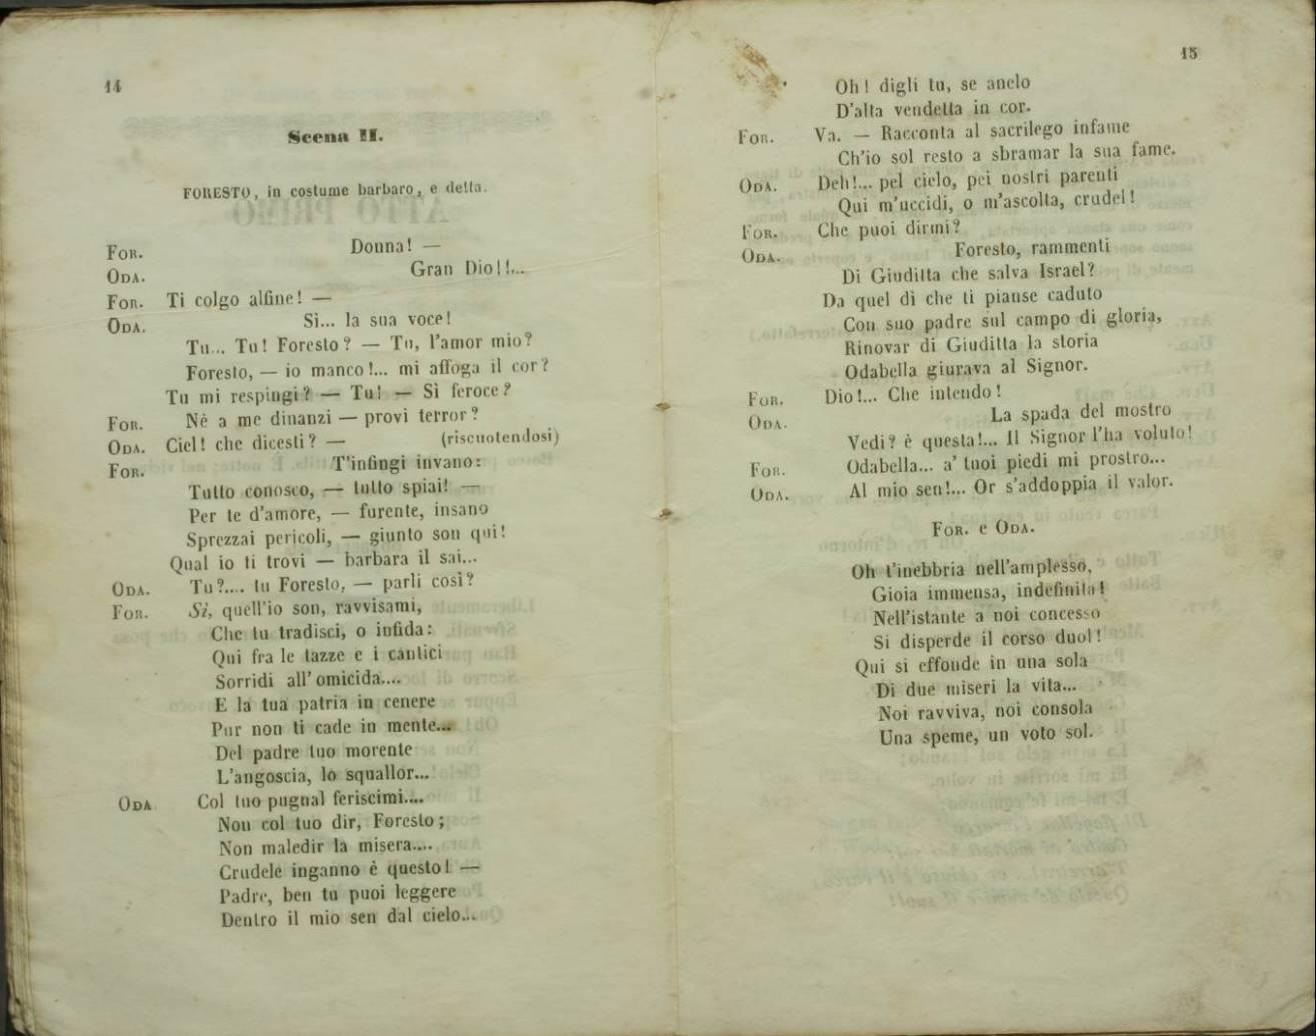 14
Scena II.
FORESTO, in costume barbaro, e detta.
FOR. Donna! —
ODA. Gran Dio!!...
FOR. Ti colgo alfine! —
ODA. Sì... la sua voce!
Tu... Tu! Foresto? — Tu, l'amor mio?
Foresto, — io manco!... mi affoga il cor?
Tu mi respingi? — Tu! — Sì feroce?
FOR. Nè a me dinanzi — provi terror?
ODA. Ciel! che dicesti? — (riscuotendosi)
FOR. T'infingi invano:
Tutto conosco, — tutto spiai! —
Per te d'amore, — furente, insano
Sprezzai pericoli, — giunto son qui!
Qual io ti trovi — barbara il sai...
ODA. Tu?.... tu Foresto, — parli così?
FOR. Sì, quell'io son, ravvisami,
Che tu tradisci, o infida:
Qui fra le tazze e i cantici
Sorridi all' omicida....
E la tua patria in cenere
Pur non ti cade in mente...
Del padre tuo morente
L'angoscia, lo squallor...
ODA Col tuo pugnal feriscimi....
Non col tuo dir, Foresto;
Non maledir la misera....
Crudele inganno è questo! —
Padre, ben tu puoi leggere
Dentro il mio sen dal cielo...
15
Oh! digli tu, se anelo
D'alta vendetta in cor.
FOR. Va. — Racconta al sacrilego infame
Ch'io sol resto a sbramar la sua fame.
ODA. Deh!... pel cielo, pei nostri parenti
Qui m'uccidi, o m'ascolta, crudel!
FOR. Che puoi dirmi?
ODA. Foresto, rammenti
Di Giuditta che salva Israel?
Da quel dì che ti pianse caduto
Con suo padre sul campo di gloria,
Rinovar di Giuditta la storia
Odabella giurava al Signor.
FOR. Dio!... Che intendo!
ODA. La spada del mostro
Vedi? è questa!... Il Signor l'ha voluto!
FOR. Odabella... a' tuoi piedi mi prostro...
ODA. Al mio sen!... Or s'addoppia il valor.
FOR. e ODA.
Oh t'inebbria nell'amplesso,
Gioia immensa, indefinita!
Nell'istante a noi concesso
Si disperde il corso duol!
Qui si effonde in una sola
Di due miseri la vita...
Noi ravviva, noi consola
Una speme, un voto sol.